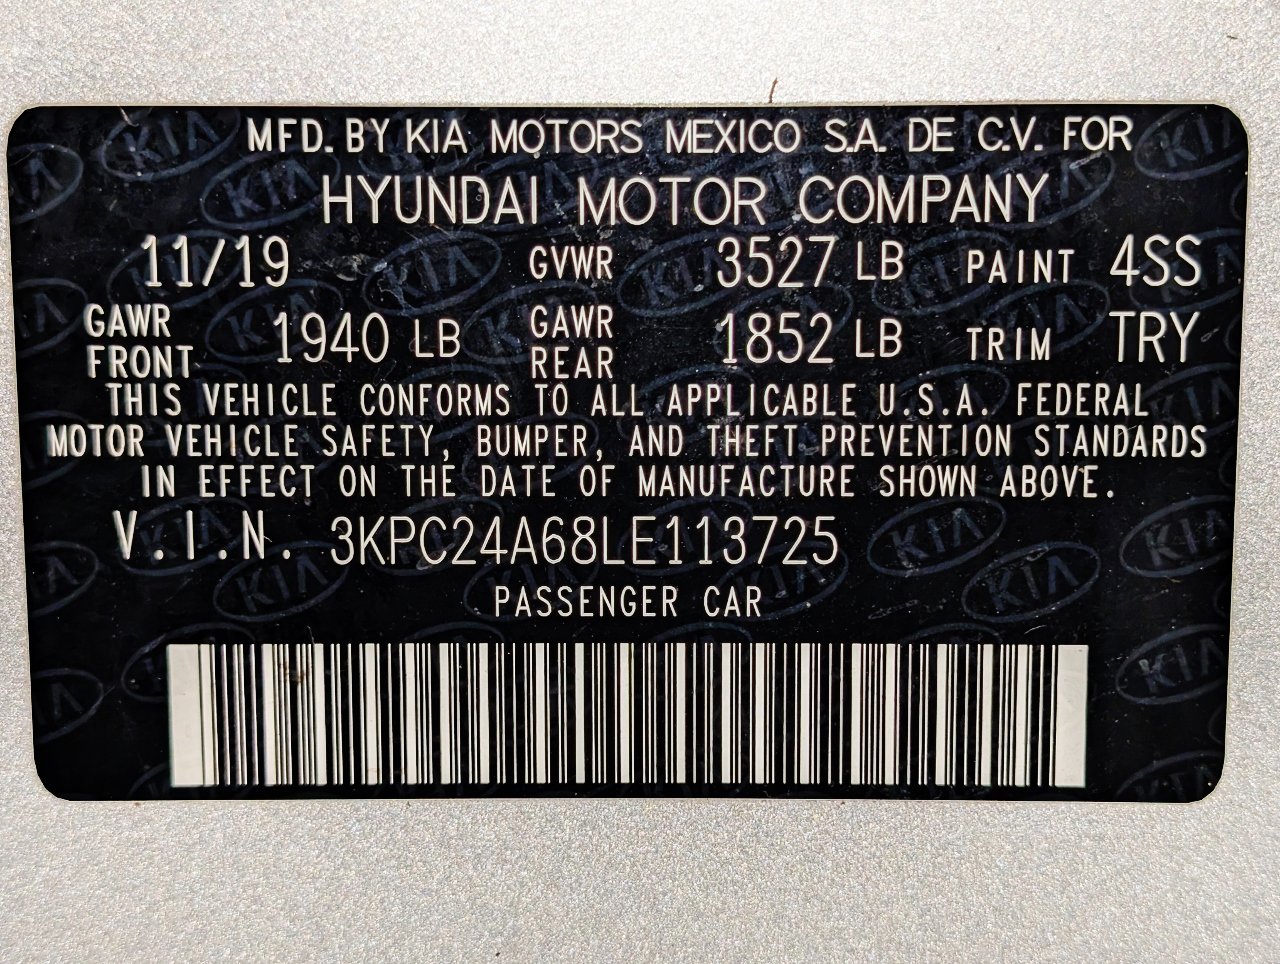 MFD. BY KIA MOTORS MEXICO S.A. DE C.V. FOR
HYUNDAI MOTOR COMPANY
11/19 GVWR 3527 LB PAINT 4SS
GAWR FRONT 1940 LB GAWR REAR 1852 LB TRIM TRY
THIS VEHICLE CONFORMS TO ALL APPLICABLE U.S.A. FEDERAL
MOTOR VEHICLE SAFETY, BUMPER, AND THEFT PREVENTION STANDARDS
IN EFFECT ON THE DATE OF MANUFACTURE SHOWN ABOVE.
V.I.N. 3KPC24A68LE113725
PASSENGER CAR